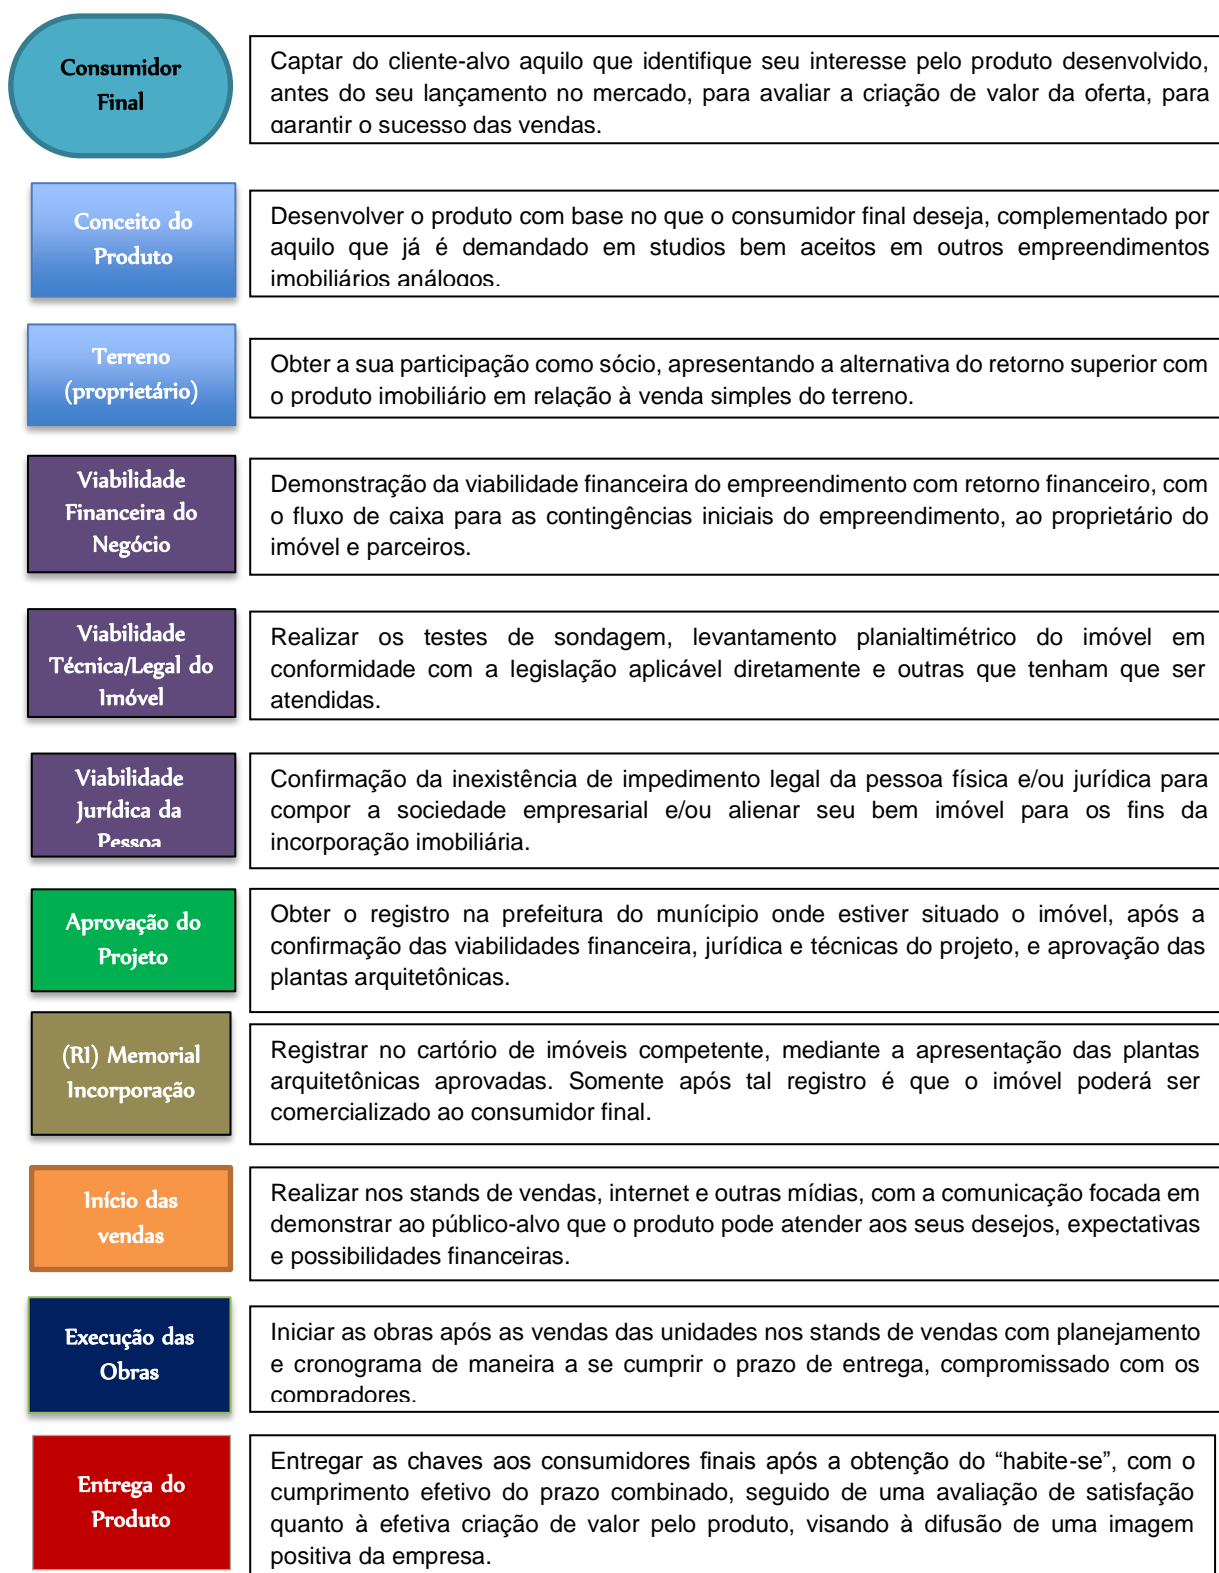 Consumidor
Final
Captar do cliente-alvo aquilo que identifique seu interesse pelo produto desenvolvido,
antes do seu lançamento no mercado, para avaliar a criação de valor da oferta, para
garantir o sucesso das vendas.
Conceito do
Produto
Desenvolver o produto com base no que o consumidor final deseja, complementado por
aquilo que já é demandado em studios bem aceitos em outros empreendimentos
imobiliários análogos.
Terreno
(proprietário)
Obter a sua participação como sócio, apresentando a alternativa do retorno superior com
o produto imobiliário em relação à venda simples do terreno.
Viabilidade
Financeira do
Negócio
Demonstração da viabilidade financeira do empreendimento com retorno financeiro, com
o fluxo de caixa para as contingências iniciais do empreendimento, ao proprietário do
imóvel e parceiros.
Viabilidade
Técnica/Legal do
Imóvel
Realizar os testes de sondagem, levantamento planialtimétrico do imóvel em
conformidade com a legislação aplicável diretamente e outras que tenham que ser
atendidas.
Viabilidade
Jurídica da
Pessoa
Confirmação da inexistência de impedimento legal da pessoa física e/ou jurídica para
compor a sociedade empresarial e/ou alienar seu bem imóvel para os fins da
incorporação imobiliária.
Aprovação do
Projeto
Obter o registro na prefeitura do munícipio onde estiver situado o imóvel, após a
confirmação das viabilidades financeira, jurídica e técnicas do projeto, e aprovação das
plantas arquitetônicas.
(RI) Memorial
Incorporação
Registrar no cartório de imóveis competente, mediante a apresentação das plantas
arquitetônicas aprovadas. Somente após tal registro é que o imóvel poderá ser
comercializado ao consumidor final.
Início das
vendas
Realizar nos stands de vendas, internet e outras mídias, com a comunicação focada em
demonstrar ao público-alvo que o produto pode atender aos seus desejos, expectativas
e possibilidades financeiras.
Execução das
Obras
Iniciar as obras após as vendas das unidades nos stands de vendas com planejamento
e cronograma de maneira a se cumprir o prazo de entrega, compromissado com os
compradores.
Entrega do
Produto
Entregar as chaves aos consumidores finais após a obtenção do “habite-se”, com o
cumprimento efetivo do prazo combinado, seguido de uma avaliação de satisfação
quanto à efetiva criação de valor pelo produto, visando à difusão de uma imagem
positiva da empresa.